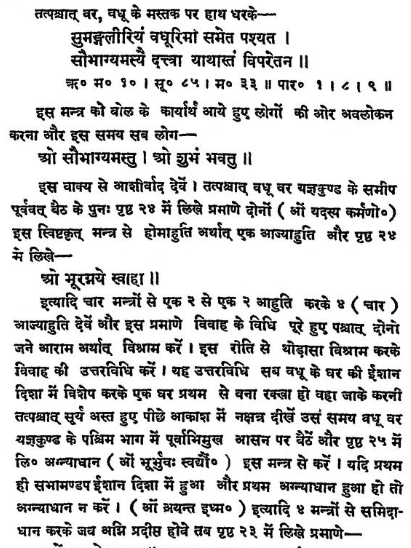 तत्पश्चात् वर, वधू के मस्तक पर हाथ धरके—
सुमङ्गलीरियं वधूरिमां समेत पश्यत ।
सौभाग्यमस्यै दत्त्वा याथास्तं विपरेतन ॥
ऋ० मं० १० । सू० ८५ । मं० ३३ ॥ पार० १ । ८ । ९ ॥
इस मन्त्र को बोल के कार्यार्थ आये हुए लोगों की ओर अवलोकन
करना और इस समय सब लोग—
ओं सौभाग्यमस्तु । ओं शुभं भवतु ॥
इस वाक्य से आशीर्वाद देवें । तत्पश्चात् वधू वर यज्ञकुण्ड के समीप
पूर्ववत् बैठ के पुनः पृष्ठ २४ में लिखे प्रमाणे दोनों ( ओं यदस्य कर्मणो० )
इस स्विष्टकृत् मन्त्र से होमाहुति अर्थात् एक आज्याहुति और पृष्ठ २४
में लिखे—
ओं भूरग्नये स्वाहा ॥
इत्यादि चार मन्त्रों से एक २ से एक २ आहुति करके ४ ( चार )
आज्याहुति देवें और इस प्रमाणे विवाह के विधि पूरे हुए पश्चात् दोनो
जने आराम अर्थात् विश्राम करें । इस रोति से थोड़ासा विश्राम करके
विवाह की उत्तरविधि करें । यह उत्तरविधि सब वधू के घर की ईशान
दिशा में विशेष करके एक घर प्रथम से बना रक्खा हो वहा जाके करनी
तत्पश्चात् सूर्य अस्त हुए पीछे आकाश में नक्षत्र दीखें उस समय वधू वर
यज्ञकुण्ड के पश्चिम भाग में पूर्वाभिमुख आसन पर बैठें और पृष्ठ २५ में
लि० अग्न्याधान ( ओं भूर्भुवः स्वर्द्यौ० ) इस मन्त्र से करें । यदि प्रथम
ही सभामण्डप ईशान दिशा में हुआ और प्रथम अग्न्याधान हुआ हो तो
अग्न्याधान न करें । ( ओं अयन्त इध्म० ) इत्यादि ४ मन्त्रों से समिदा-
धान करके जव अग्नि प्रदीप्त होवे तब पृष्ठ २३ में लिखे प्रमाणे—